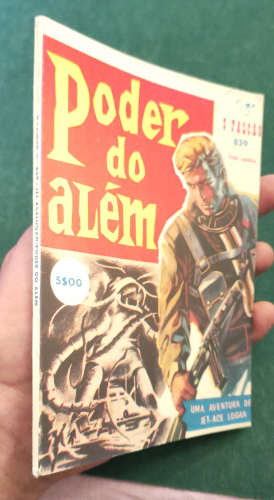 Poder
do
além
O FALCÃO
839
5$00
UMA AVENTURA DE
JET-ACE LOGAN